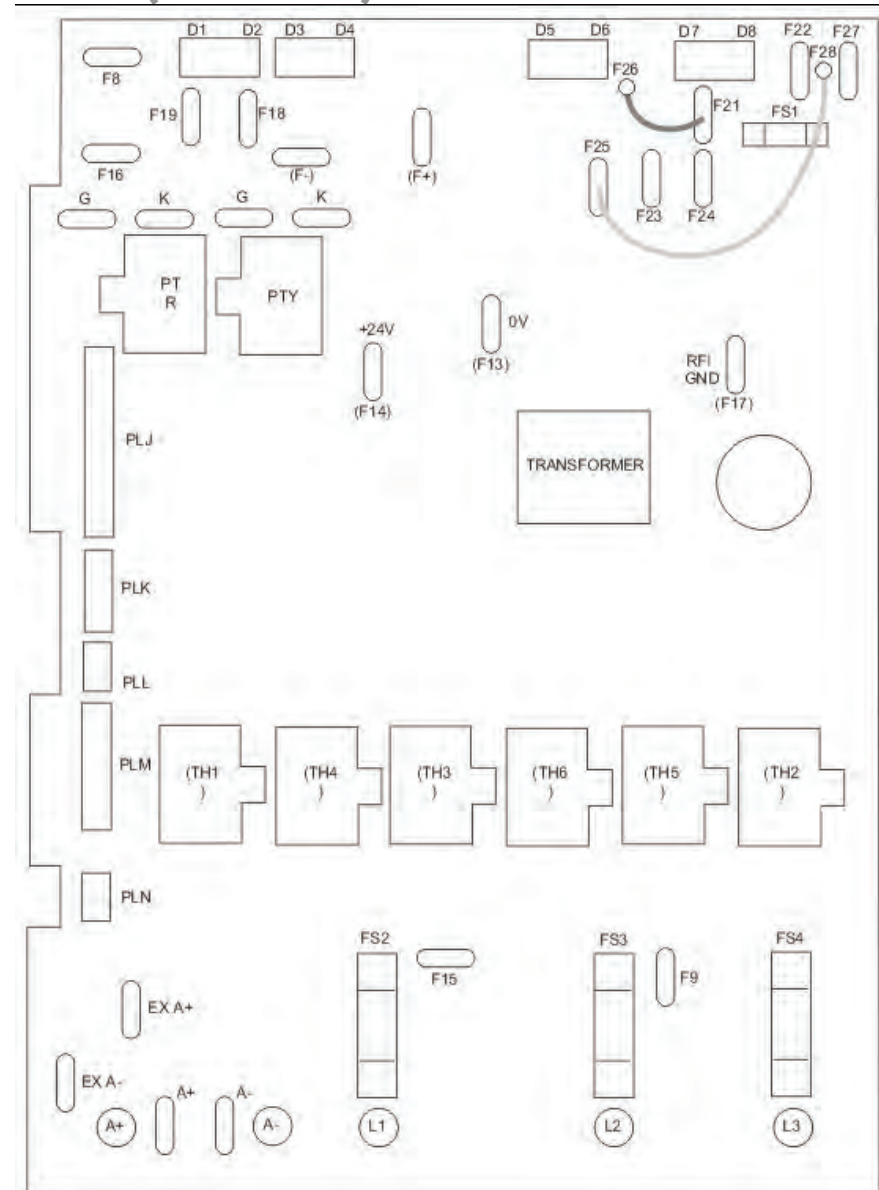 D1 D2 D3 D4 D5 D6 D7 D8 F22 F27
F8 F26 F28
F19 F18 F21 FS1
F25
F16 (F-) (F+)
G K G K F23 F24
PT
R
PTY
+24V 0V
(F13)
RFI
GND
(F14) (F17)
PLJ
TRANSFORMER
PLK
PLL
PLM (TH1
) (TH4
) (TH3
) (TH6
) (TH5
) (TH2
)
PLN
FS2 FS3 FS4
F15 F9
EX A+
EX A-
A+ A-
A+ A- L1 L2 L3